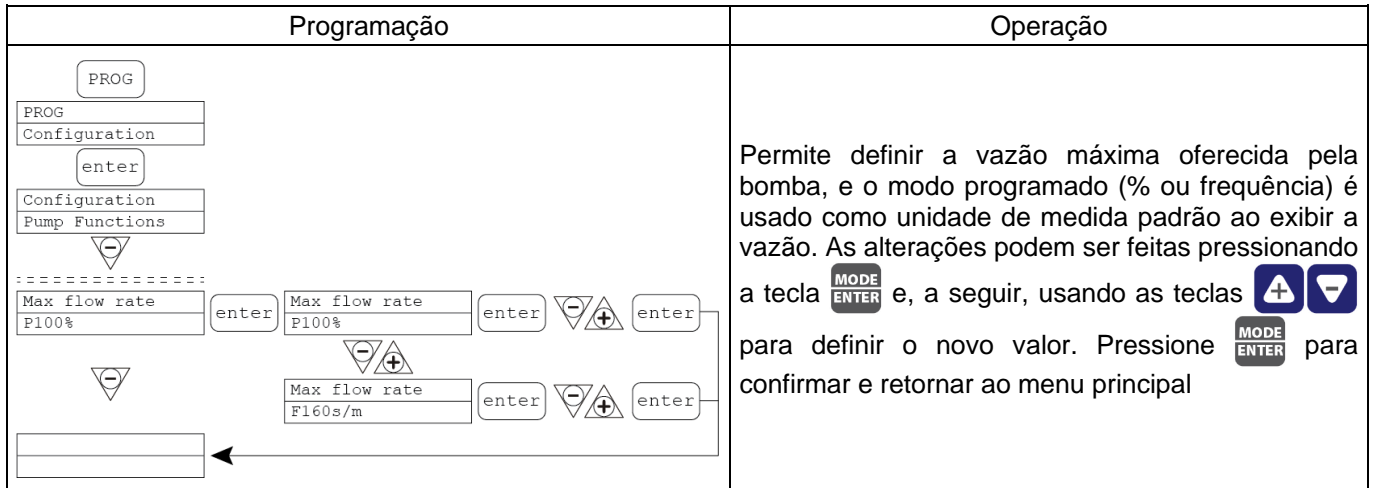 Programação
Operação
PROG
PROG
Configuration
enter
Configuration
Pump Functions
Max flow rate
P100%
enter
Max flow rate
P100%
enter
enter
Max flow rate
F160s/m
enter
enter
Permite definir a vazão máxima oferecida pela
bomba, e o modo programado (% ou frequência) é
usado como unidade de medida padrão ao exibir a
vazão. As alterações podem ser feitas pressionando
a tecla MODE ENTER e, a seguir, usando as teclas
para definir o novo valor. Pressione MODE ENTER para
confirmar e retornar ao menu principal